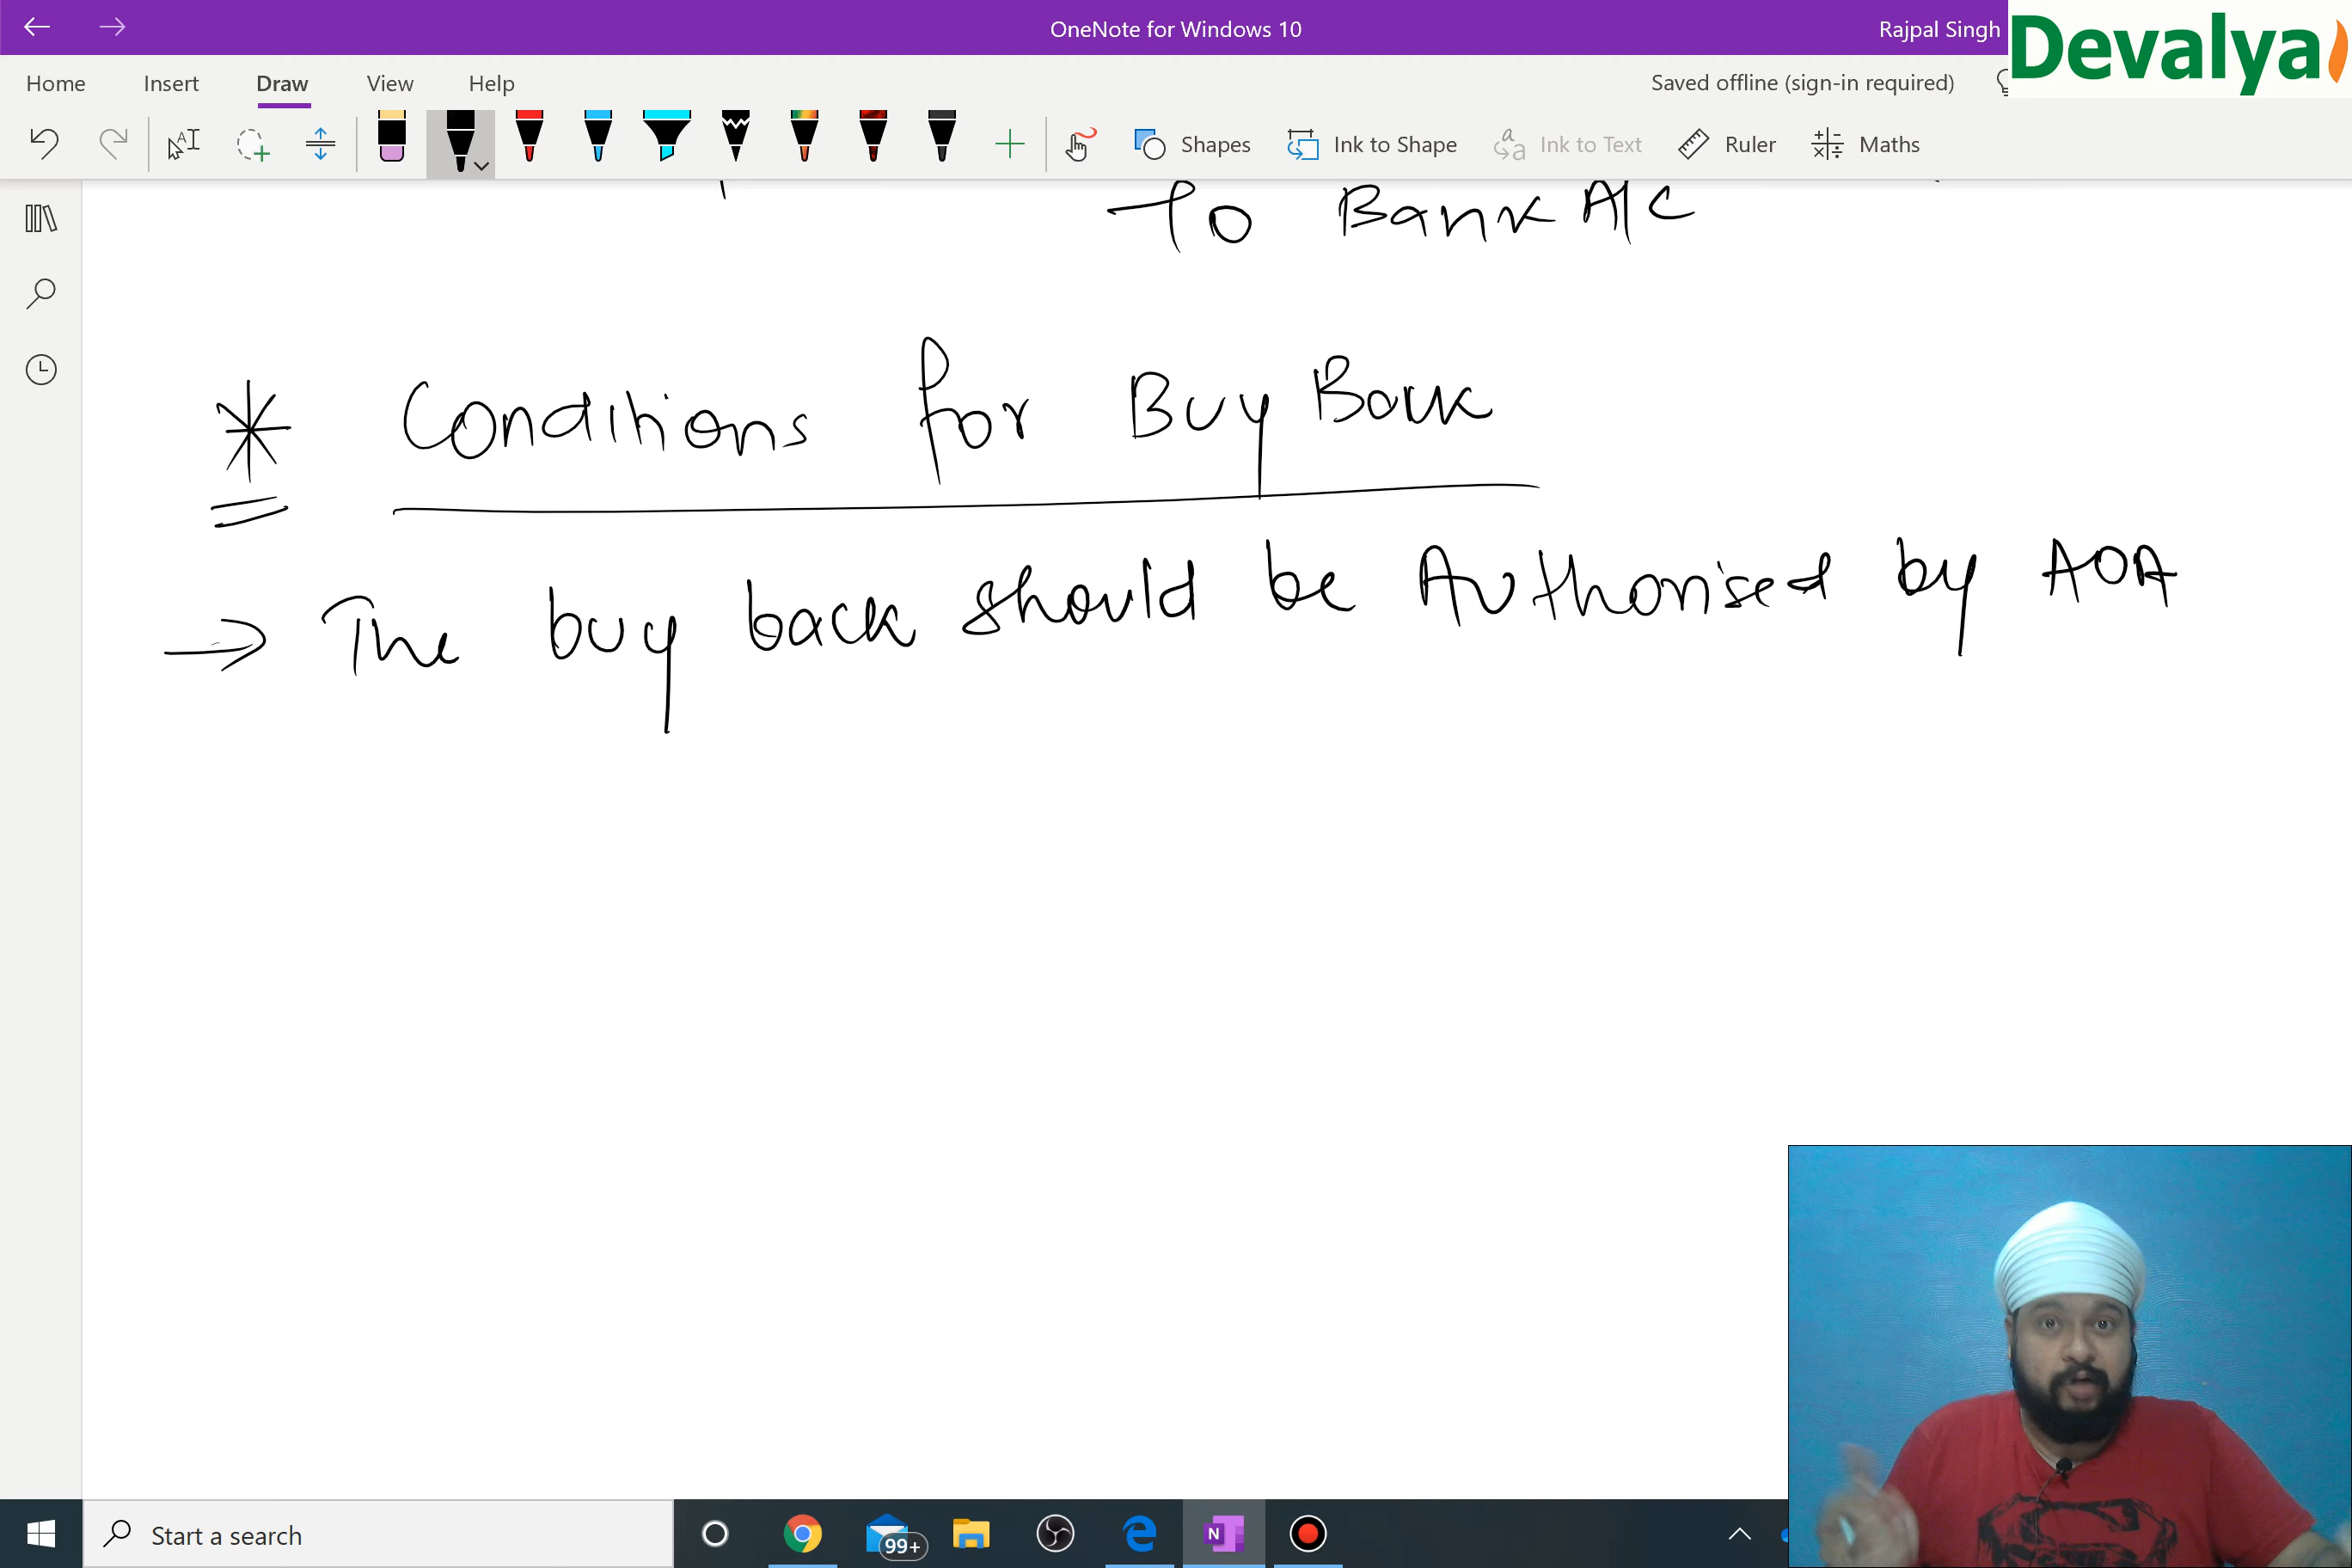 OneNote for Windows 10
Rajpal Singh
Devalya
Home Insert Draw View Help
Saved offline (sign-in required)
Shapes Ink to Shape Ink to Text Ruler Maths
To Bank A/C
* Conditions for Buy Back
→ The buy back should be Authorised by AOA
Start a search
99+